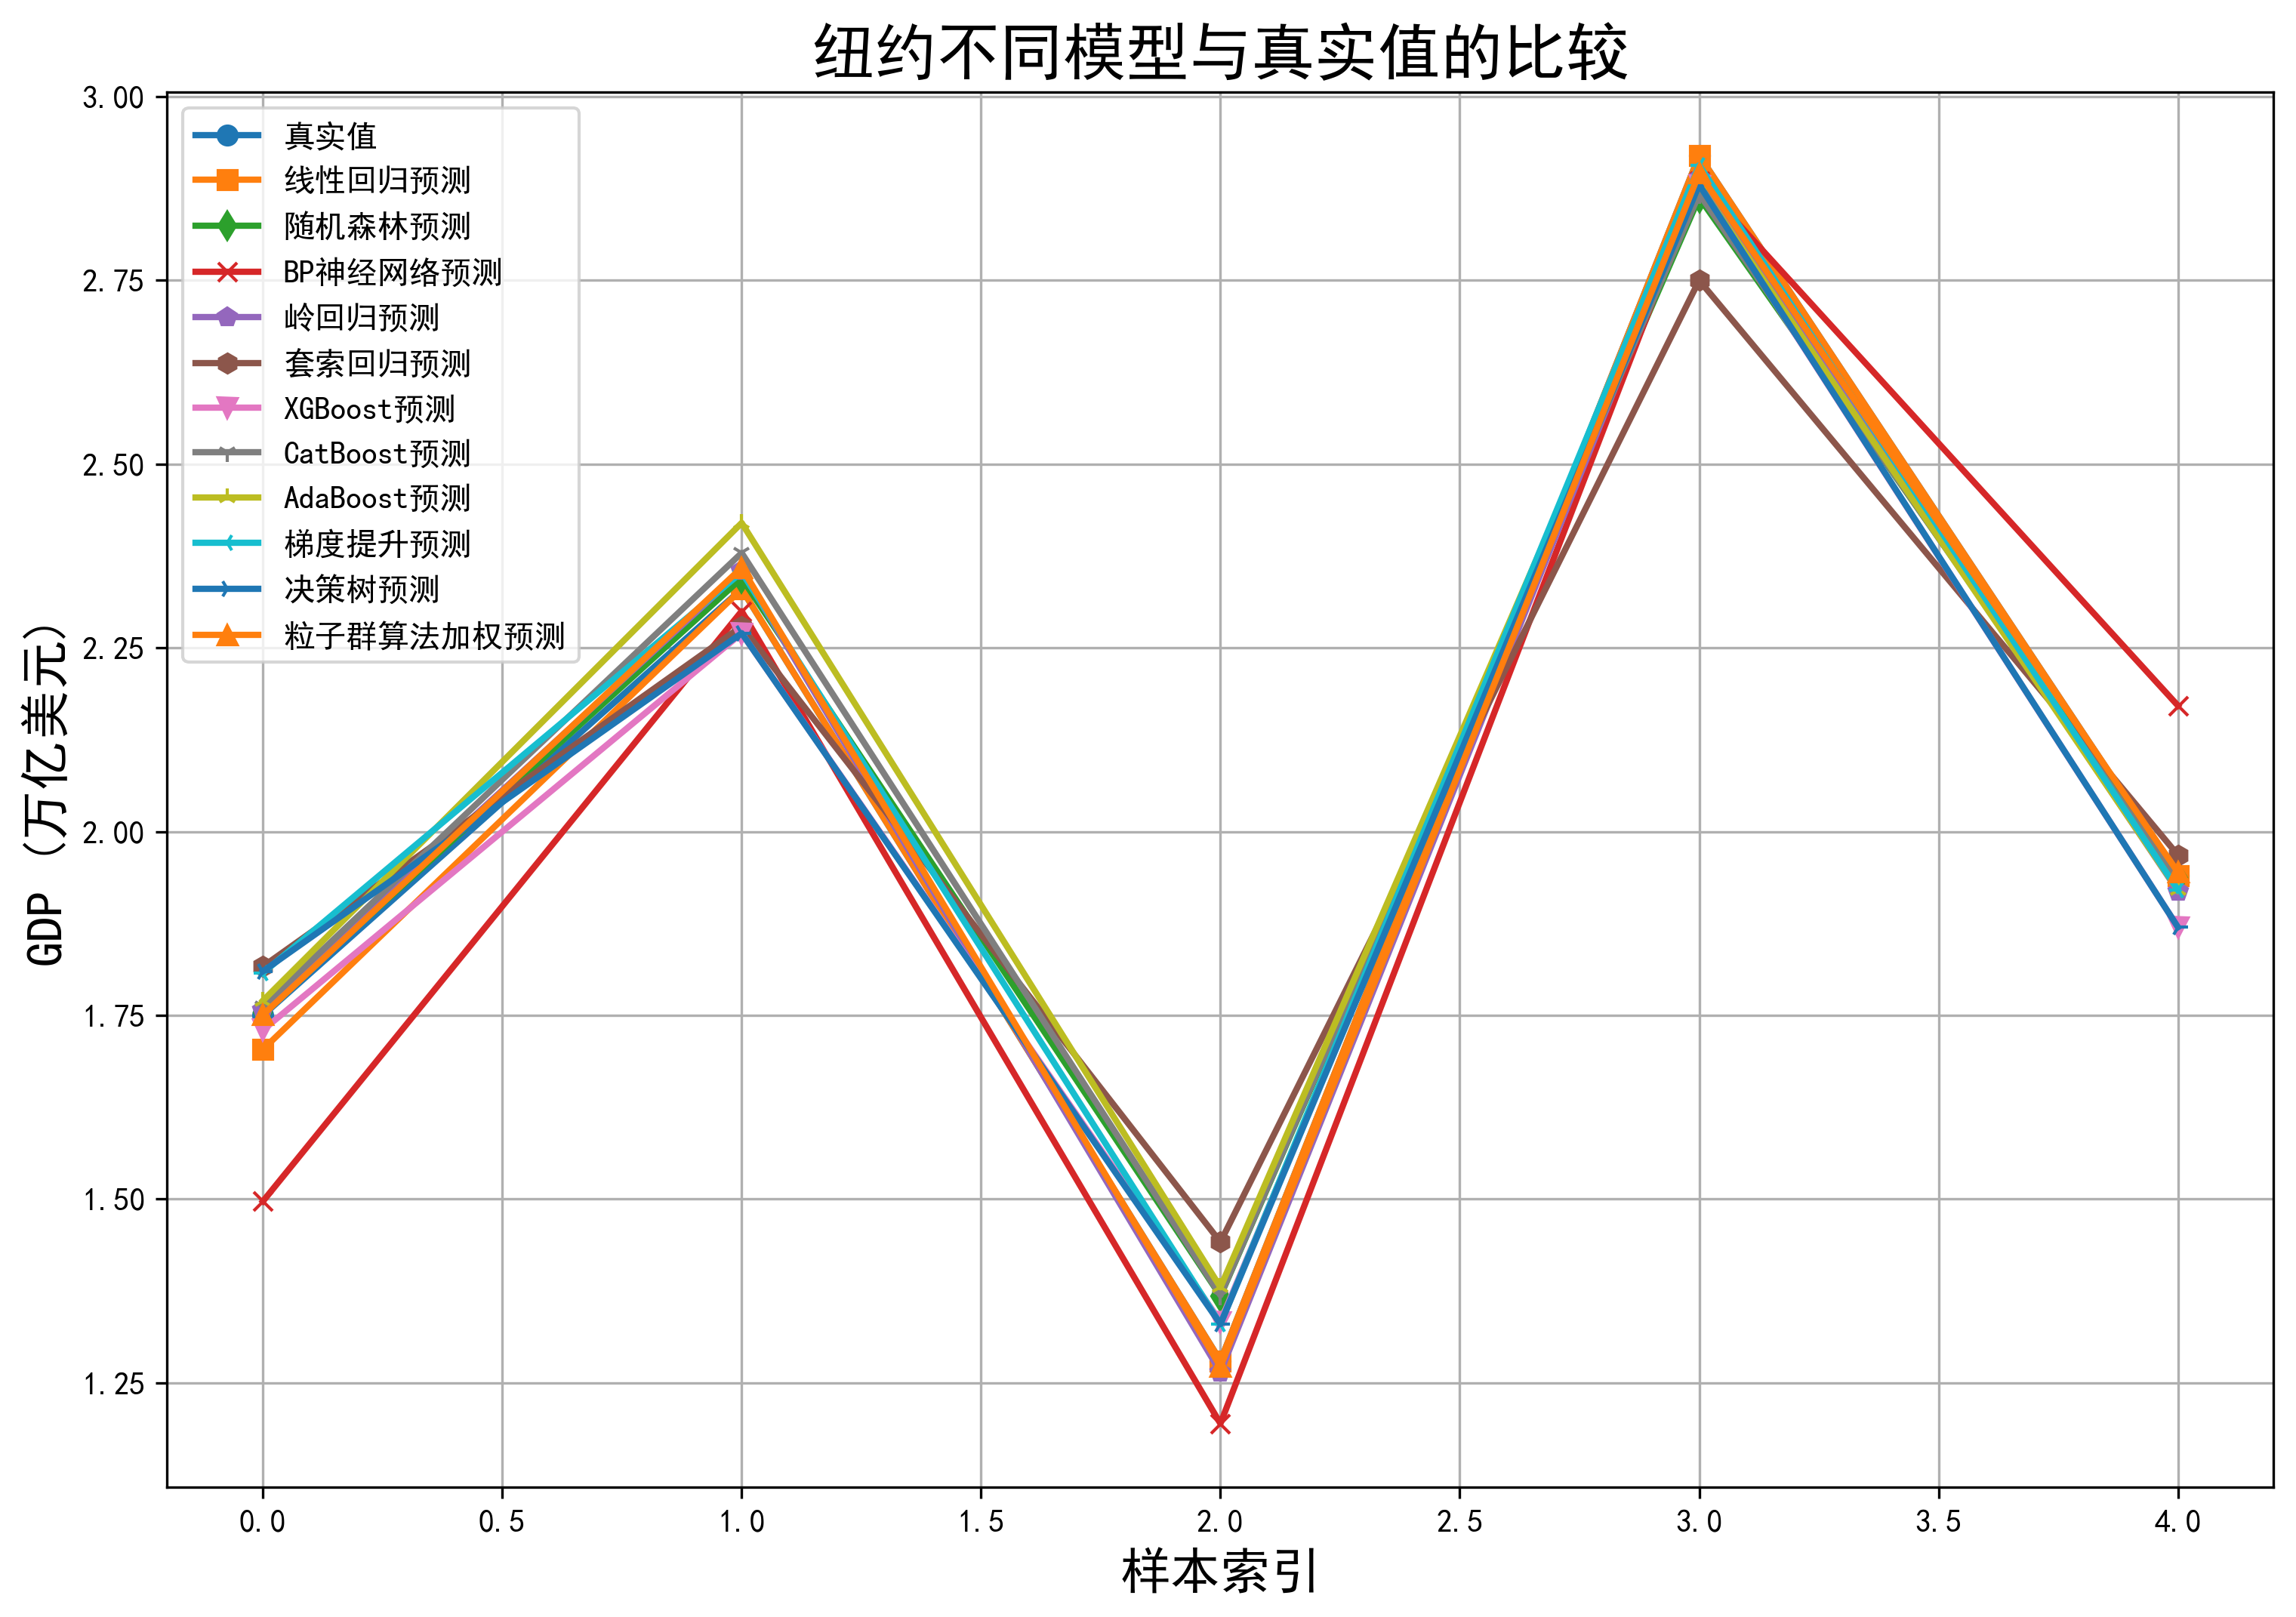 纽约不同模型与真实值的比较
3.00
2.75
2.50
2.25
2.00
1.75
1.50
1.25
GDP (万亿美元)
真实值
线性回归预测
随机森林预测
BP神经网络预测
岭回归预测
套索回归预测
XGBoost预测
CatBoost预测
AdaBoost预测
梯度提升预测
决策树预测
粒子群算法加权预测
0.0 0.5 1.0 1.5 2.0 2.5 3.0 3.5 4.0
样本索引